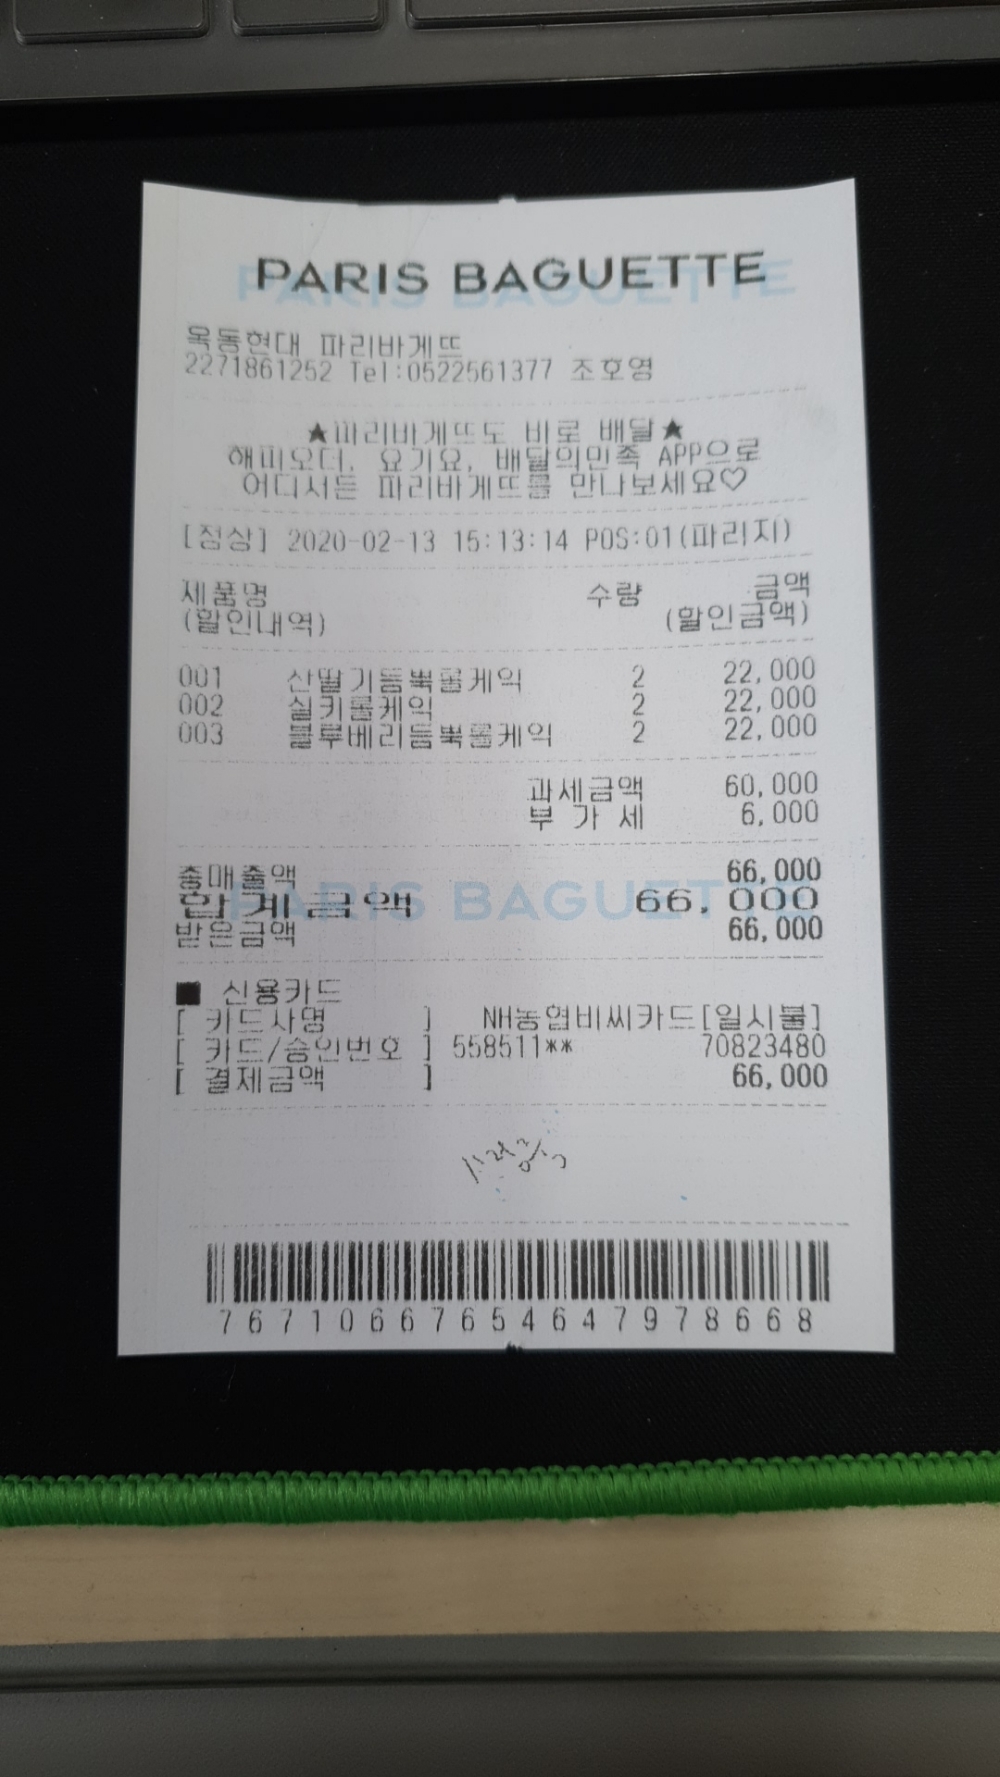 PARIS BAGUETTE
옥동현대 파리바게뜨
2271861252 Tel:0522561377 조호영
★파리바게뜨도 바로 배달★
해피오더, 요기요, 배달의민족 APP으로
어디서든 파리바게뜨를 만나보세요♡
[정상] 2020-02-13 15:13:14 POS:01(파리지)
제품명 수량 금액
(할인내역) (할인금액)
001 산딸기듬뿍롤케익 2 22,000
002 실키롤케익 2 22,000
003 블루베리듬뿍롤케익 2 22,000
과세금액 60,000
부 가 세 6,000
총매출액 66,000
합계금액 66,000
받은금액 66,000
■ 신용카드
[ 카드사명 ] NH농협비씨카드[일시불]
[ 카드/승인번호 ] 558511** 70823480
[ 결제금액 ] 66,000
76710667654647978668